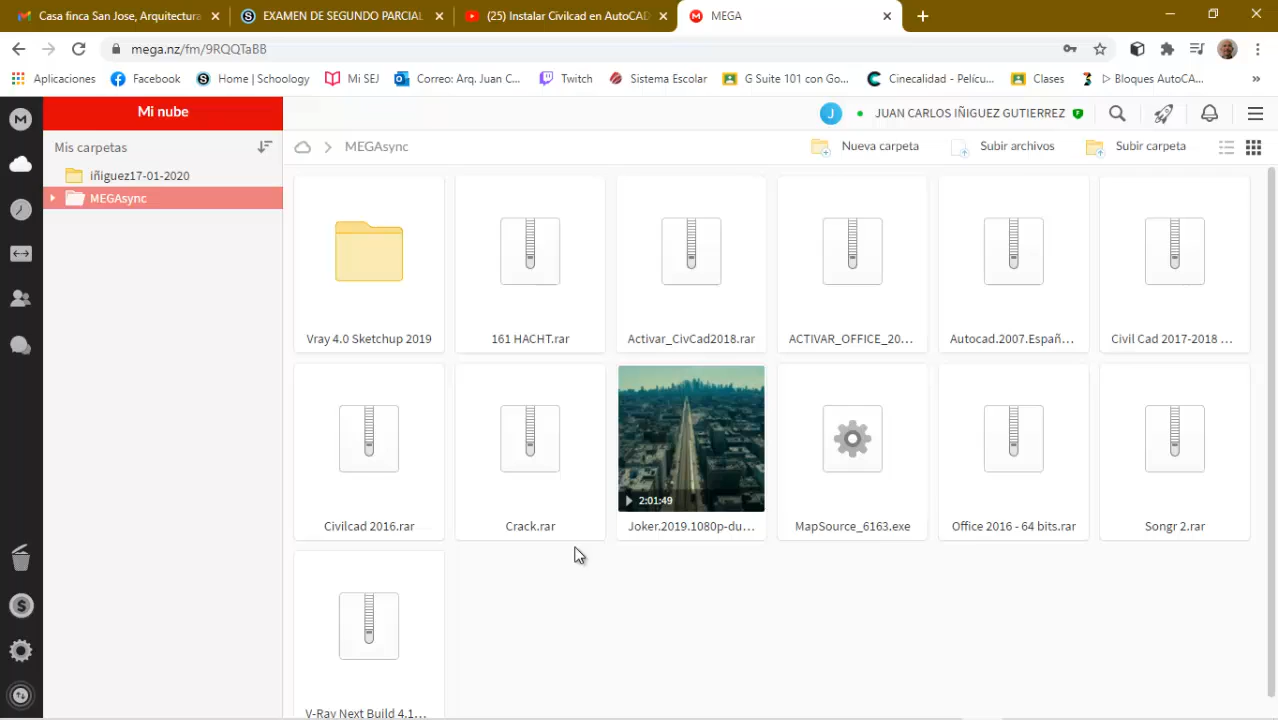 Casa finca San Jose, Arquitectura
EXAMEN DE SEGUNDO PARCIAL
(25) Instalar Civilcad en AutoCAD
MEGA
mega.nz/fm/9RQQTaBB
Aplicaciones
Facebook
Home | Schoology
Mi SEJ
Correo: Arq. Juan C...
Twitch
Sistema Escolar
G Suite 101 con Go...
Cinecalidad - Pelícu...
Clases
▷ Bloques AutoCA...
»
Mi nube
J
JUAN CARLOS IÑIGUEZ GUTIERREZ
Mis carpetas
MEGAsync
Nueva carpeta
Subir archivos
Subir carpeta
iñiguez17-01-2020
MEGAsync
Vray 4.0 Sketchup 2019
161 HACHT.rar
Activar_CivCad2018.rar
ACTIVAR_OFFICE_20...
Autocad.2007.Españ...
Civil Cad 2017-2018 ...
2:01:49
Civilcad 2016.rar
Crack.rar
Joker.2019.1080p-du...
MapSource_6163.exe
Office 2016 - 64 bits.rar
Songr 2.rar
V-Ray Next Build 4.1...